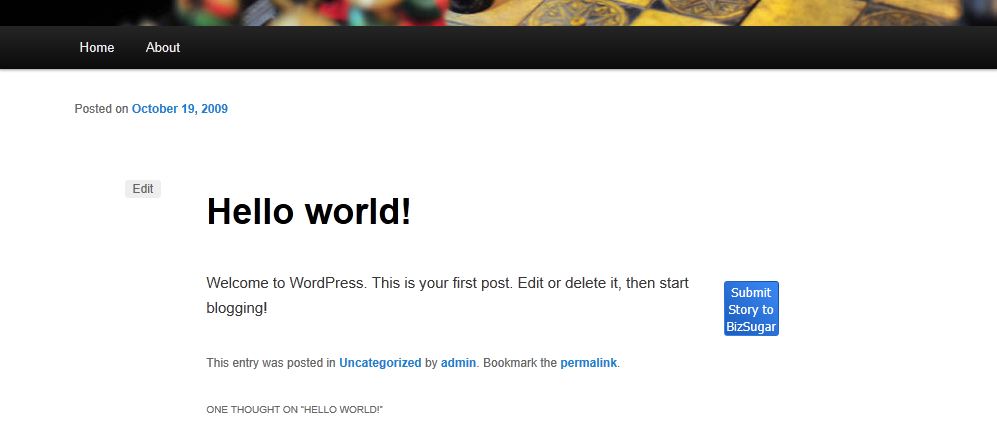 Home About
Posted on October 19, 2009
Edit
Hello world!
Welcome to WordPress. This is your first post. Edit or delete it, then start
blogging!
Submit
Story to
BizSugar
This entry was posted in Uncategorized by admin. Bookmark the permalink.
ONE THOUGHT ON “HELLO WORLD!”